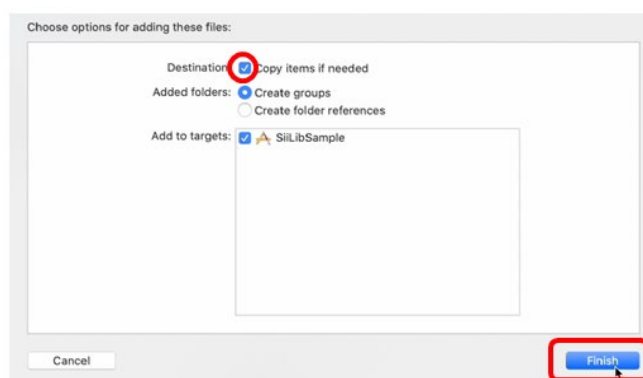 Choose options for adding these files:
Destination: Copy items if needed
Added folders: Create groups
Create folder references
Add to targets: SiiLibSample
Cancel
Finish